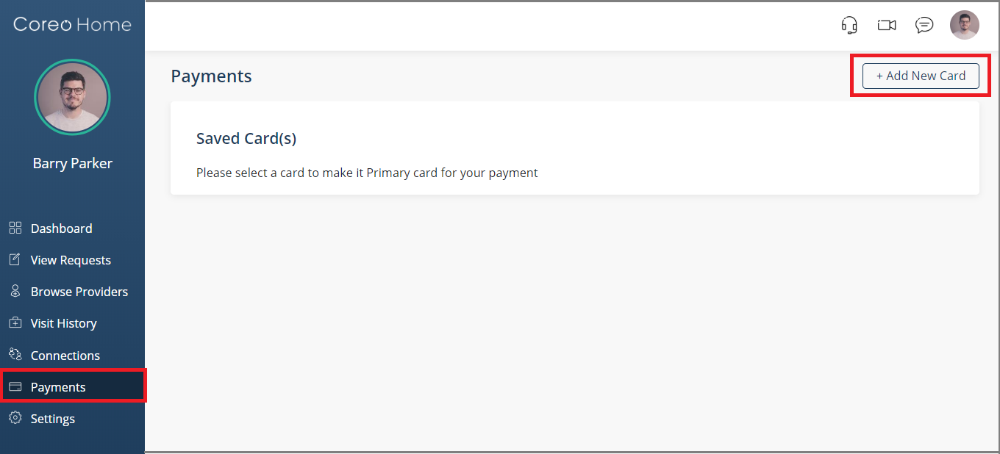 Coreo Home
Barry Parker
Dashboard
View Requests
Browse Providers
Visit History
Connections
Payments
Settings
Payments
+ Add New Card
Saved Card(s)
Please select a card to make it Primary card for your payment